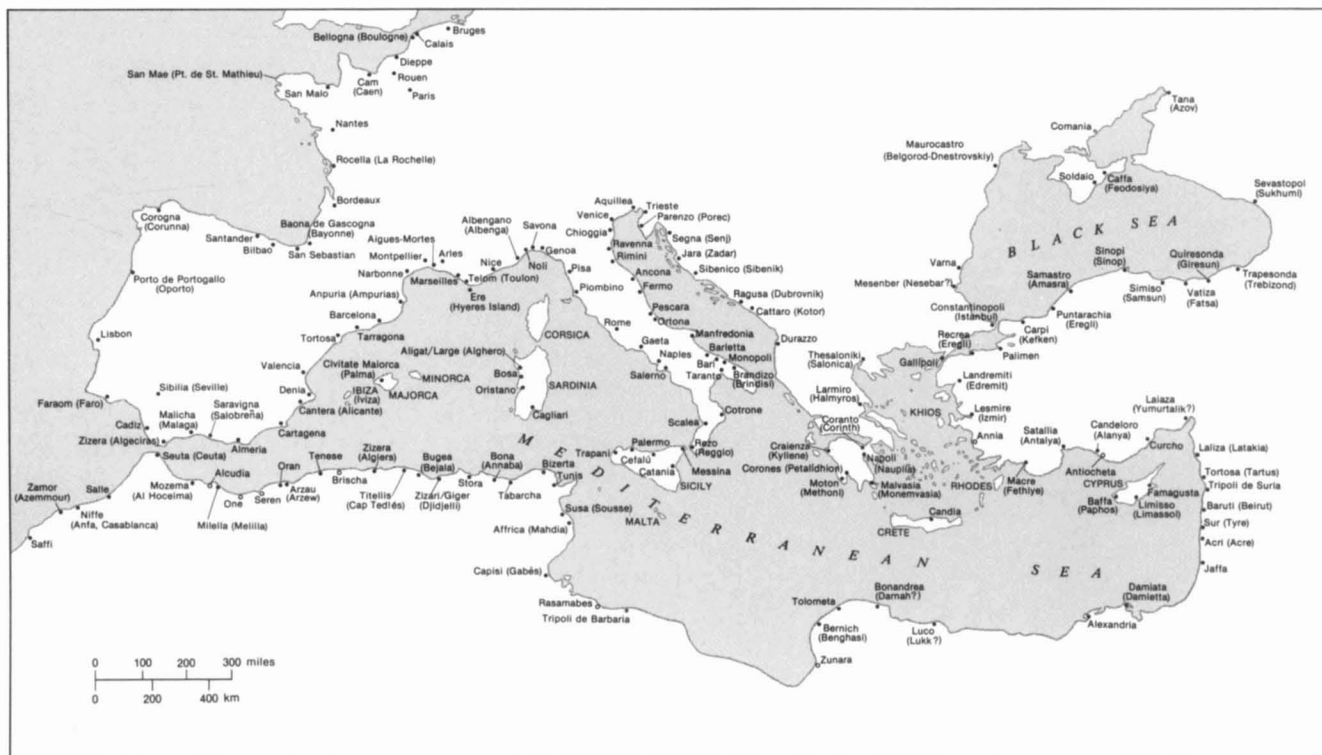 Bruges
Bellogna (Boulogne)
Calais
Dieppe
San Mae (Pt. de St. Mathieu)
Cam
(Caen)
Rouen
San Malo
Paris
Nantes
Rocella (La Rochelle)
Bordeaux
Corogna
(Corunna)
Santander
Bilbao
Baona de Gascogna
(Bayonne)
San Sebastian
Porto de Portogallo
(Oporto)
Lisbon
Aigues-Mortes
Montpellier
Arles
Narbonne
Marseilles
Nice
Telom (Toulon)
Ere
(Hyeres Island)
Albengano
(Albenga)
Savona
Noli
Genoa
Pisa
Piombino
Anpuria (Ampurias)
Barcelona
Tarragona
Tortosa
Valencia
Denia
Cantera (Alicante)
Cartagena
Civitate Maiorca
(Palma)
IBIZA
(Iviza)
MAJORCA
MINORCA
Sibilia (Seville)
Faraom (Faro)
Cadiz
Malicha
(Malaga)
Saravigna
(Salobreña)
Almeria
Zizera (Algeciras)
Seuta (Ceuta)
CORSICA
Aligat/Large (Alghero)
Bosa
Oristano
SARDINIA
Cagliari
Aquillea
Trieste
Venice
Parenzo (Porec)
Chioggia
Segna (Senj)
Ravenna
Rimini
Jara (Zadar)
Sibenico (Sibenik)
Ancona
Fermo
Ragusa (Dubrovnik)
Cattaro (Kotor)
Pescara
Ortona
Rome
Manfredonia
Gaeta
Barletta
Durazzo
Naples
Bari
Monopoli
Salerno
Taranto
Brandizo
(Brindisi)
Cotrone
Scalea
Rezo
(Reggio)
Palermo
Trapani
Cefalù
Messina
Catania
SICILY
MALTA
Zamor
(Azemmour)
Salle
Niffe
(Anfa, Casablanca)
Saffi
Mozema
(Al Hoceima)
Alcudia
Milella (Melilla)
One
Seren
Oran
Arzau
(Arzew)
Tenese
Brischa
Zizera
(Algiers)
Titellis
(Cap Tedlés)
Bugea
(Bejala)
Zizari/Giger
(Djidjelli)
Stora
Bona
(Annaba)
Tabarcha
Bizerta
Tunis
Susa (Sousse)
Affrica (Mahdia)
Capisi (Gabés)
Rasamabes
Tripoli de Barbaria
Tolometa
Bernich
(Benghasi)
Zunara
Bonandrea
(Damah?)
Luco
(Lukk?)
Alexandria
Damiata
(Damietta)
MEDITERRANEAN SEA
Tana
(Azov)
Comania
Maurocastro
(Belgorod-Dnestrovskiy)
Soldaio
Caffa
(Feodosiya)
Sevastopol
(Sukhumi)
BLACK SEA
Varna
Mesenber (Nesebar?)
Constantinopoli
(Istanbul)
Samastro
(Amasra)
Sinopi
(Sinop)
Simiso
(Samsun)
Quiresonda
(Giresun)
Vatiza
(Fatsa)
Trapesonda
(Trebizond)
Puntarachia
(Eregli)
Carpi
(Kefken)
Recrea
(Eregli)
Palimen
Gallipoli
Thesaloniki
(Salonica)
Landremiti
(Edremit)
Larmiro
(Halmyros)
Lesmire
(Izmir)
KHIOS
Annia
Coranto
(Corinth)
Craienza
(Kyllene)
Napoli
(Nauplia)
Corones (Petalidhion)
Moton
(Methoni)
Malvasia
(Monemvasia)
RHODES
Candia
CRETE
Macre
(Fethiye)
Satallia
(Antalya)
Candeloro
(Alanya)
Antiocheta
Curcho
Laiaza
(Yumurtalik?)
CYPRUS
Baffa
(Paphos)
Famagusta
Limisso
(Limassol)
Laliza (Latakia)
Tortosa (Tartus)
Tripoli de Suria
Baruti (Beirut)
Sur (Tyre)
Acri (Acre)
Jaffa
0 100 200 300 miles
0 200 400 km